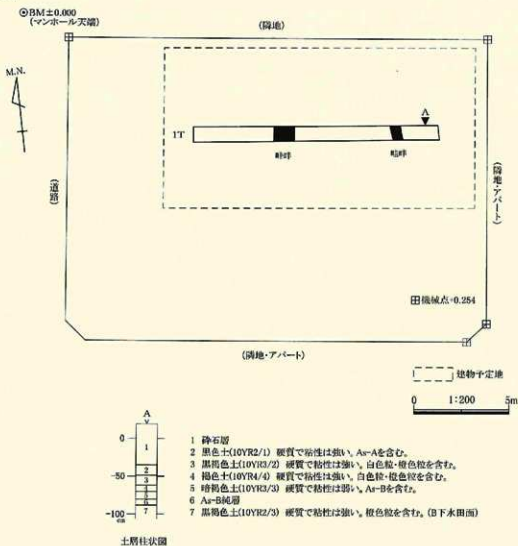 BM±0.000
(マンホール天端)
(隣地)
M.N.
A
1T
畦畔
畦畔
(道路)
(隣地・アパート)
機械点+0.254
(隣地・アパート)
建物予定地
0 1:200 5m
A
0
-50
-100
cm
1
2
3
4
5
6
7
1 砕石層
2 黒色土(10YR2/1) 硬質で粘性は強い。As-Aを含む。
3 黒褐色土(10YR3/2) 硬質で粘性は強い。白色粒・橙色粒を含む。
4 褐色土(10YR4/4) 硬質で粘性は強い。白色粒・橙色粒を含む。
5 暗褐色土(10YR3/3) 硬質で粘性は弱い。As-Bを含む。
6 As-B純層
7 黒褐色土(10YR2/3) 硬質で粘性は強い。橙色粒を含む。(B下水田面)
土層柱状図